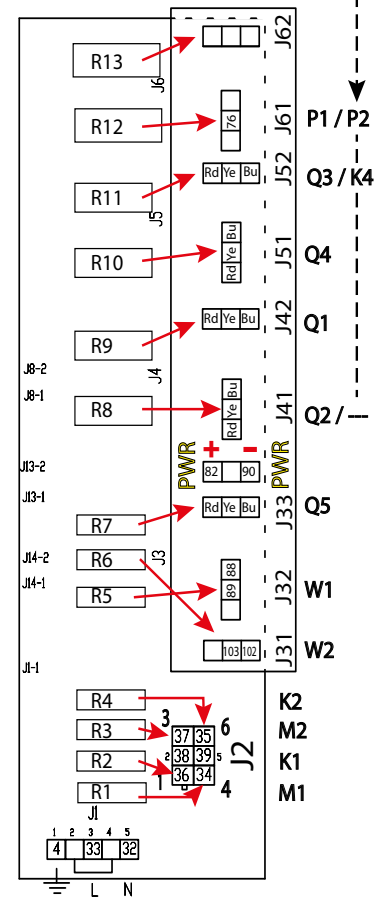 R13 J62
J6
R12 76 J61 P1 / P2
Rd Ye Bu J52 Q3 / K4
R11
J5
R10 Bu Ye Rd J51 Q4
R9 Rd Ye Bu J42 Q1
J4
J8-2
J8-1
R8 Bu Ye Rd J41 Q2 / ---
PWR + - PWR
82 90
J13-2
J13-1
R7 Rd Ye Bu J33 Q5
J14-2
R6 J3
J14-1
R5 88 89 J32 W1
J1-1
103 102 J31 W2
R4 K2
R3 3 37 35 6 M2
R2 2 38 39 5 J2 K1
R1 1 36 34 4 M1
J1
1 2 3 4 5
4 33 32
L N